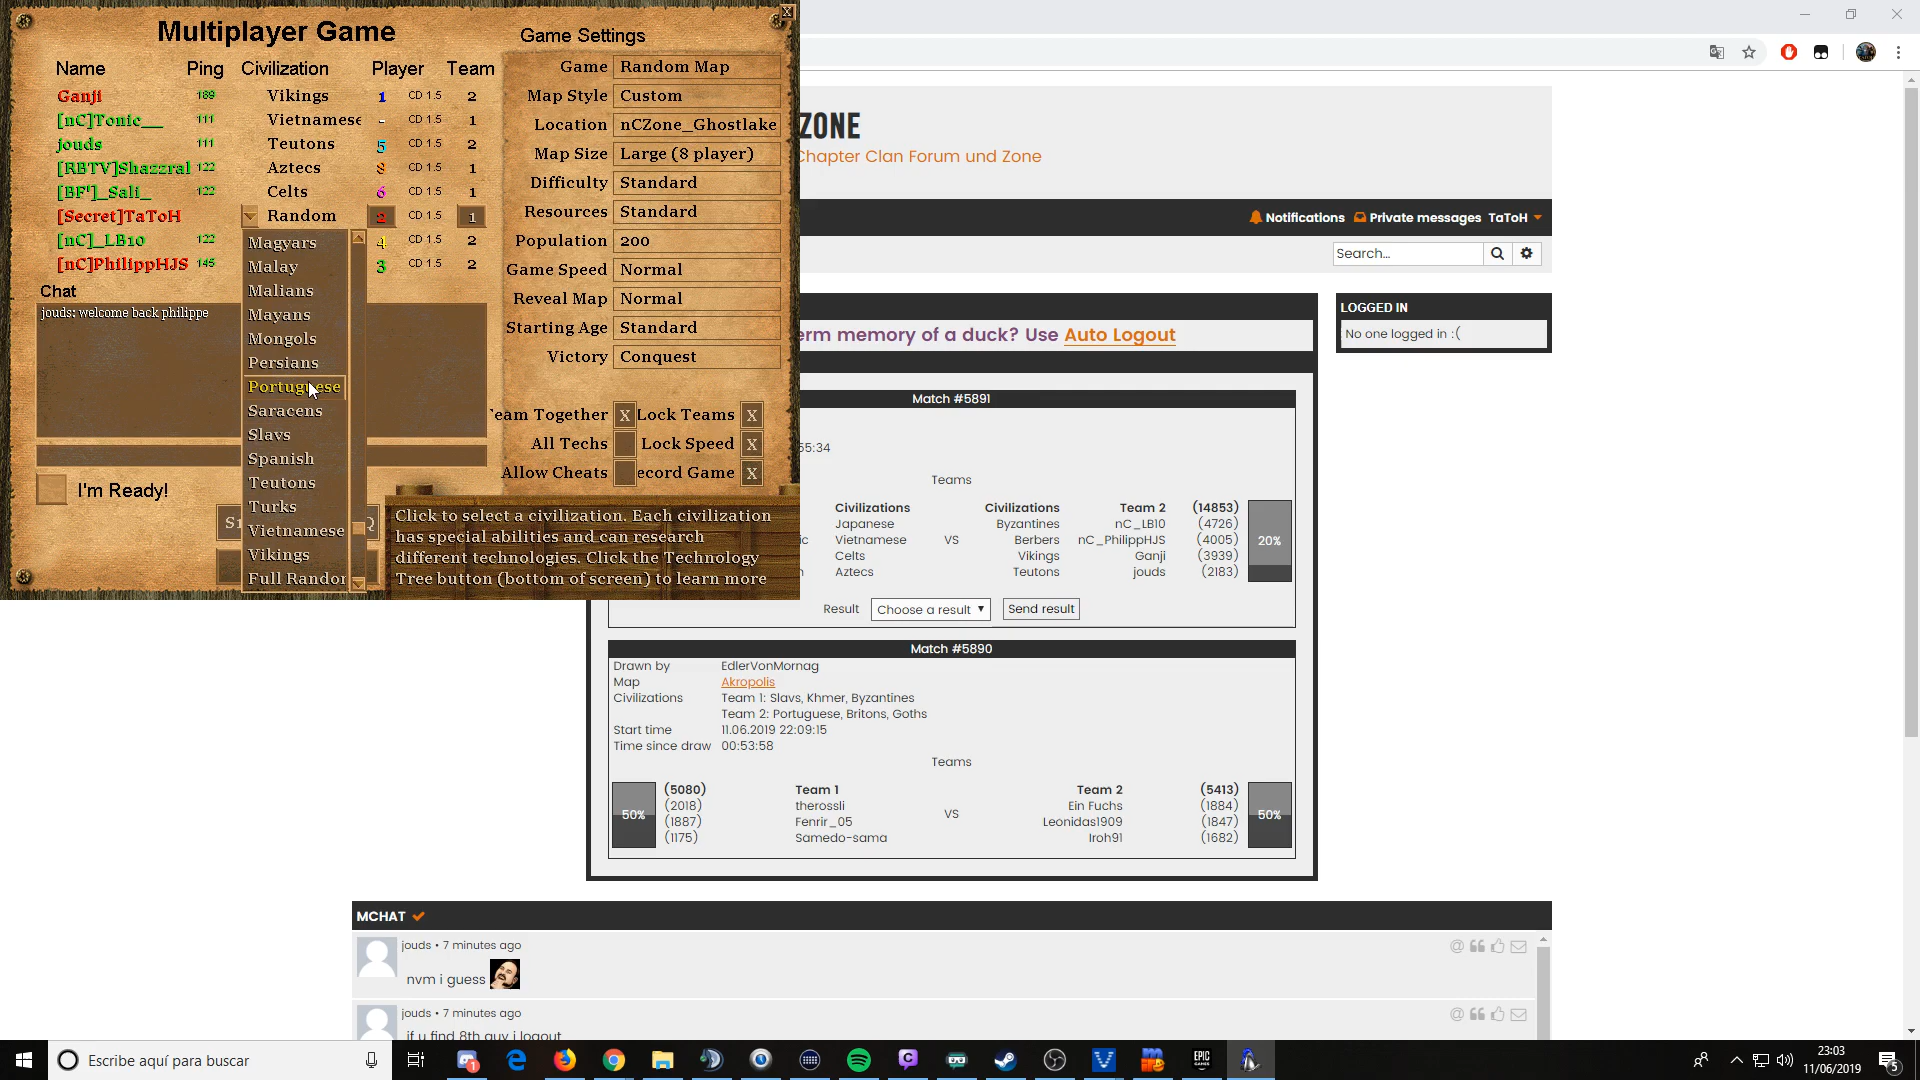 Multiplayer Game
Name Ping Civilization Player Team
Ganji 189 Vikings 1 CD 1.5 2
[nC]Tonic__ 111 Vietnamese - CD 1.5 1
jouds 111 Teutons 5 CD 1.5 2
[RBTV]Shazzral 122 Aztecs 8 CD 1.5 1
[BF']_Sali_ 122 Celts 6 CD 1.5 1
[Secret]TaToH Random 2 CD 1.5 1
[nC]_LB10 122 4 CD 1.5 2
[nC]PhilippHJS 145 3 CD 1.5 2
Magyars
Malay
Malians
Mayans
Mongols
Persians
Portuguese
Saracens
Slavs
Spanish
Teutons
Turks
Vietnamese
Vikings
Full Randor
Chat
jouds: welcome back philippe
I'm Ready!
Game Settings
Game Random Map
Map Style Custom
Location nCZone_Ghostlake
Map Size Large (8 player)
Difficulty Standard
Resources Standard
Population 200
Game Speed Normal
Reveal Map Normal
Starting Age Standard
Victory Conquest
eam Together X Lock Teams X
All Techs Lock Speed X
Allow Cheats ecord Game X
Click to select a civilization. Each civilization
has special abilities and can research
different technologies. Click the Technology
Tree button (bottom of screen) to learn more
ZONE
Chapter Clan Forum und Zone
Notifications Private messages TaToH
Search...
LOGGED IN
No one logged in :(
erm memory of a duck? Use Auto Logout
Match #5891
55:34
Teams
Civilizations Civilizations Team 2 (14853)
Japanese Byzantines nC_LB10 (4726)
ic Vietnamese VS Berbers nC_PhilippHJS (4005) 20%
Celts Vikings Ganji (3939)
Aztecs Teutons jouds (2183)
Result Choose a result Send result
Match #5890
Drawn by EdlerVonMornag
Map Akropolis
Civilizations Team 1: Slavs, Khmer, Byzantines
Team 2: Portuguese, Britons, Goths
Start time 11.06.2019 22:09:15
Time since draw 00:53:58
Teams
(5080) Team 1 Team 2 (5413)
(2018) therossli Ein Fuchs (1884)
50% (1887) Fenrir_05 VS Leonidas1909 (1847) 50%
(1175) Samedo-sama Iroh91 (1682)
MCHAT
jouds • 7 minutes ago
nvm i guess
jouds • 7 minutes ago
if u find 8th guy i logout
Escribe aquí para buscar
1
EPIC GAMES
23:03
11/06/2019
5